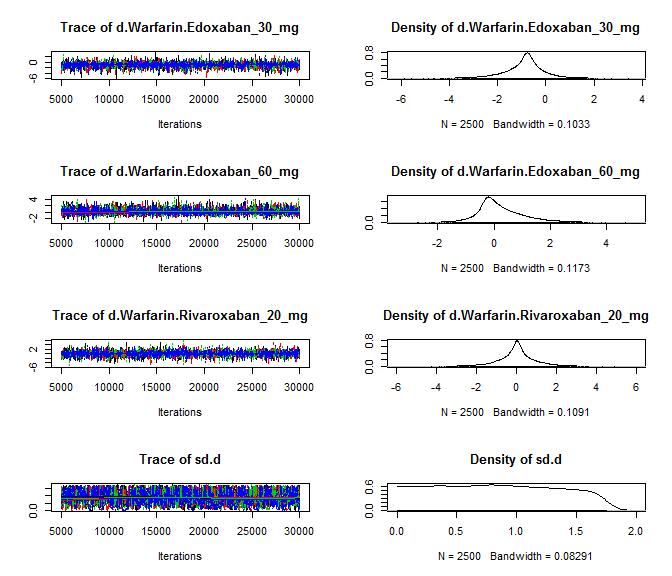 Trace of d.Warfarin.Edoxaban_30_mg
0
-6
5000 10000 15000 20000 25000 30000
Iterations
Density of d.Warfarin.Edoxaban_30_mg
0.8
0.0
-6 -4 -2 0 2 4
N = 2500 Bandwidth = 0.1033
Trace of d.Warfarin.Edoxaban_60_mg
4
-2
5000 10000 15000 20000 25000 30000
Iterations
Density of d.Warfarin.Edoxaban_60_mg
0.0
-2 0 2 4
N = 2500 Bandwidth = 0.1173
Trace of d.Warfarin.Rivaroxaban_20_mg
2
-6
5000 10000 15000 20000 25000 30000
Iterations
Density of d.Warfarin.Rivaroxaban_20_mg
0.8
0.0
-6 -4 -2 0 2 4 6
N = 2500 Bandwidth = 0.1091
Trace of sd.d
0.0
5000 10000 15000 20000 25000 30000
Iterations
Density of sd.d
0.6
0.0
0.0 0.5 1.0 1.5 2.0
N = 2500 Bandwidth = 0.08291